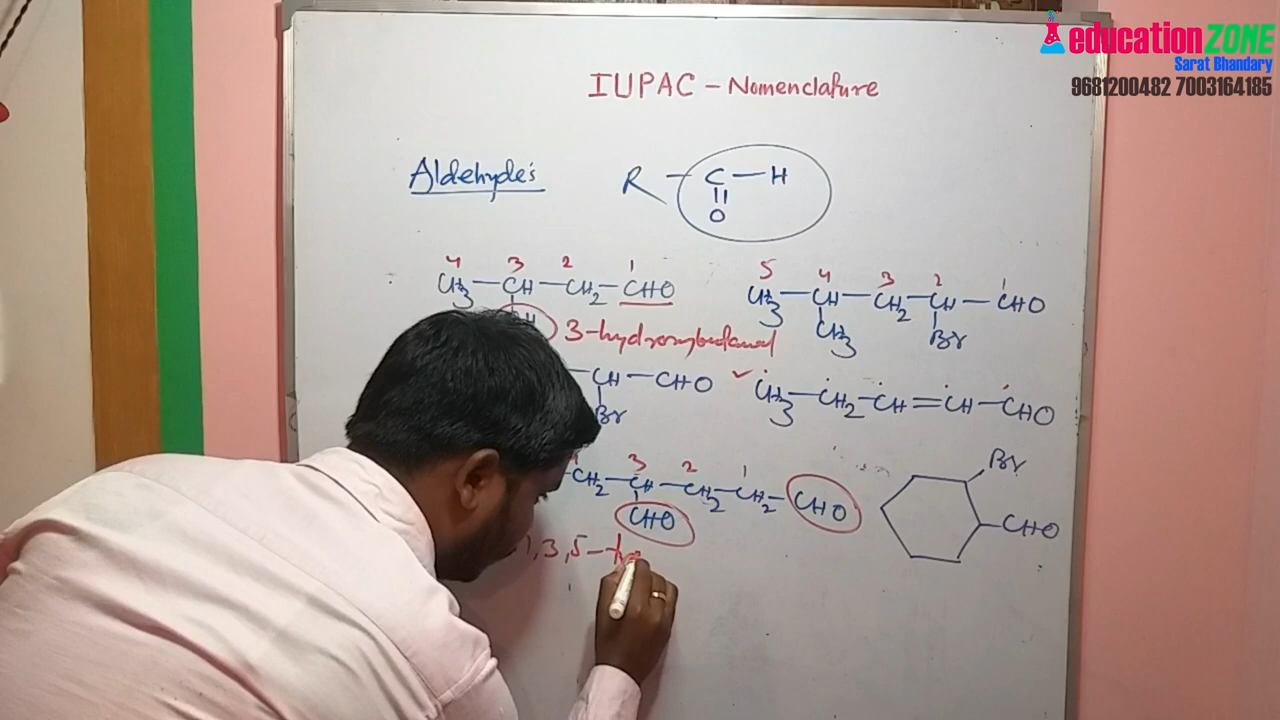 educationZONE
Sarat Bhandary
9681200482 7003164185
IUPAC - Nomenclature
Aldehyde's R - C - H
O
4 3 2 1
CH3 - CH - CH2 - CHO
3-hydroxybutanal
5 4 3 2 1
CH3 - CH - CH2 - CH - CHO
CH3 Br
- CH - CHO
Br
✓ CH3 - CH2 - CH = CH - CHO
3 2 1
CH2 - CH - CH2 - CH2 - CHO
CHO
1,3,5-
Br
CHO